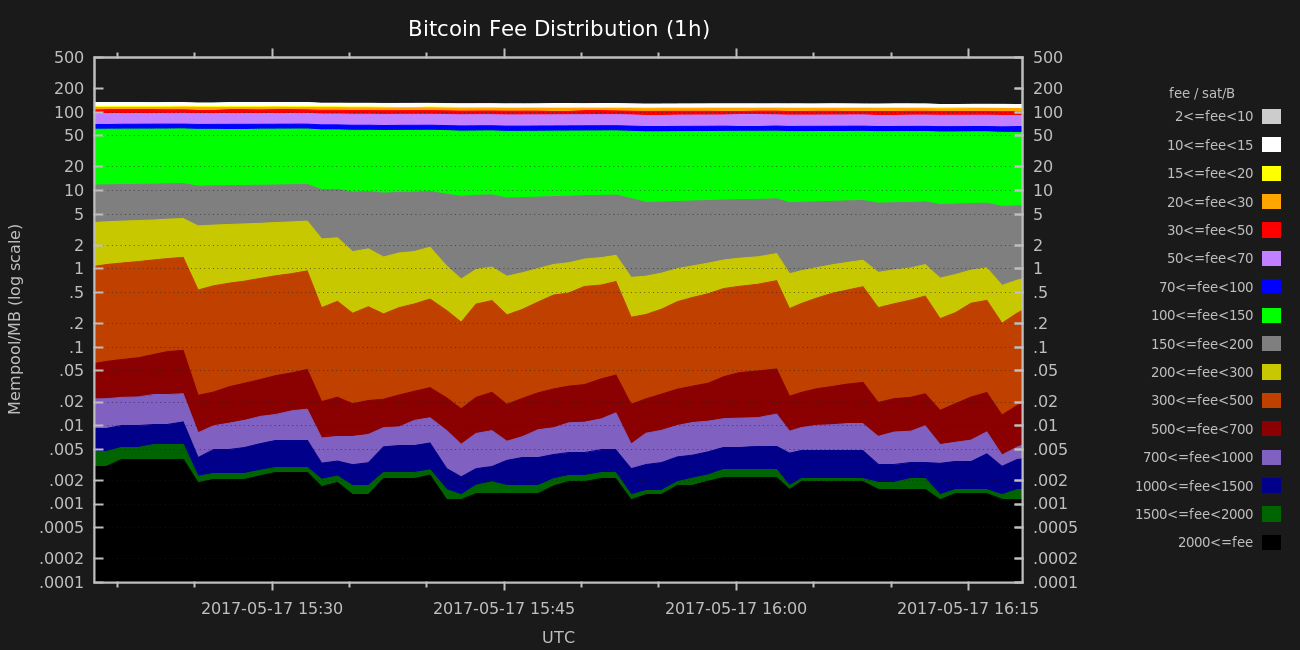 Bitcoin Fee Distribution (1h)
500 500
200 200
100 100
50 50
20 20
10 10
5 5
2 2
1 1
.5 .5
.2 .2
.1 .1
.05 .05
.02 .02
.01 .01
.005 .005
.002 .002
.001 .001
.0005 .0005
.0002 .0002
.0001 .0001
Mempool/MB (log scale)
2017-05-17 15:30 2017-05-17 15:45 2017-05-17 16:00 2017-05-17 16:15
UTC
fee / sat/B
2<=fee<10
10<=fee<15
15<=fee<20
20<=fee<30
30<=fee<50
50<=fee<70
70<=fee<100
100<=fee<150
150<=fee<200
200<=fee<300
300<=fee<500
500<=fee<700
700<=fee<1000
1000<=fee<1500
1500<=fee<2000
2000<=fee